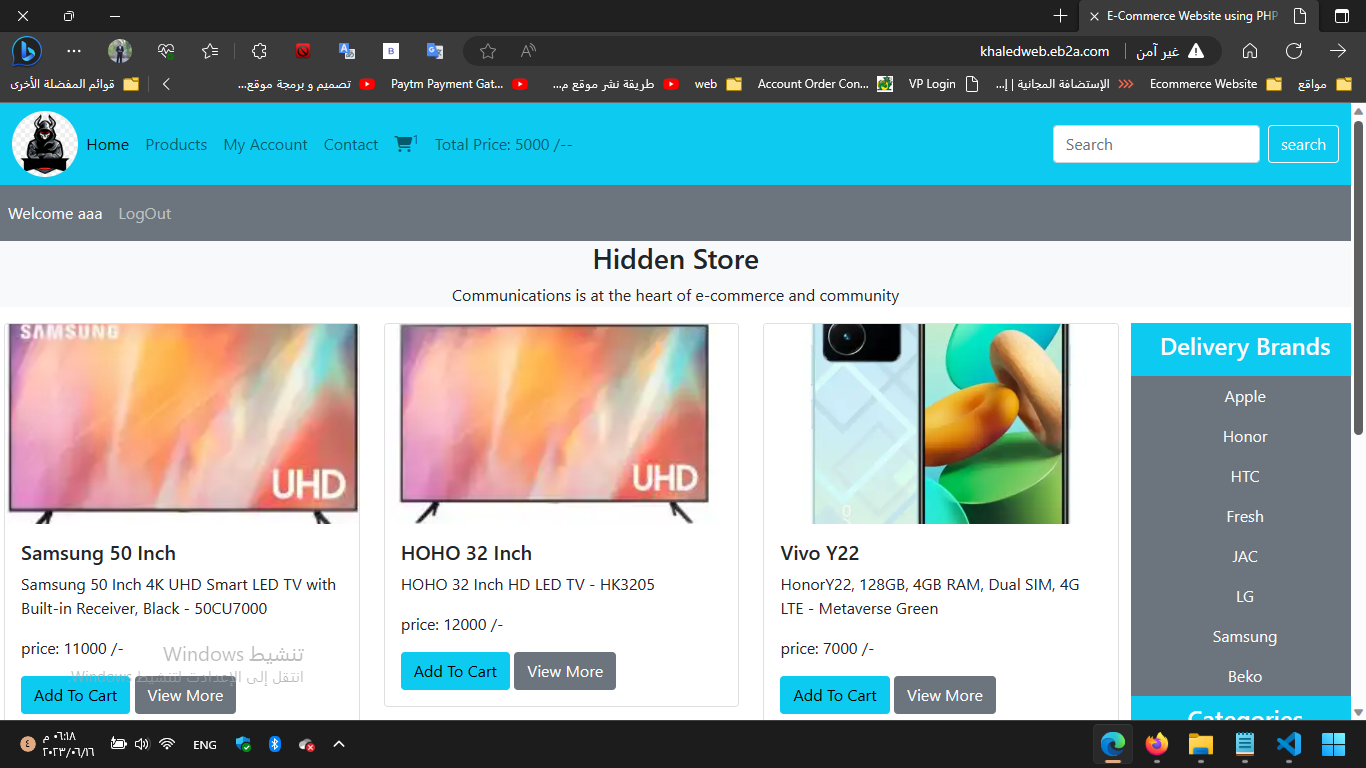 E-Commerce Website using PHP
khaledweb.eb2a.com
غير آمن
قوائم المفضلة الأخرى
تصميم و برمجة موقع...
Paytm Payment Gat...
طريقة نشر موقع م...
web
Account Order Con...
VP Login
الإستضافة المجانية | إ...
Ecommerce Website
مواقع
Home
Products
My Account
Contact
1
Total Price: 5000 /--
Search
search
Welcome aaa
LogOut
Hidden Store
Communications is at the heart of e-commerce and community
SAMSUNG
UHD
Samsung 50 Inch
Samsung 50 Inch 4K UHD Smart LED TV with
Built-in Receiver, Black - 50CU7000
price: 11000 /-
Add To Cart
View More
UHD
HOHO 32 Inch
HOHO 32 Inch HD LED TV - HK3205
price: 12000 /-
Add To Cart
View More
Vivo Y22
HonorY22, 128GB, 4GB RAM, Dual SIM, 4G
LTE - Metaverse Green
price: 7000 /-
Add To Cart
View More
Delivery Brands
Apple
Honor
HTC
Fresh
JAC
LG
Samsung
Beko
Categories
تنشيط Windows
انتقل إلى الإعدادات لتنشيط Windows
٤
٠٦:١٨ م
٢٠٢٣/٠٦/١٦
ENG